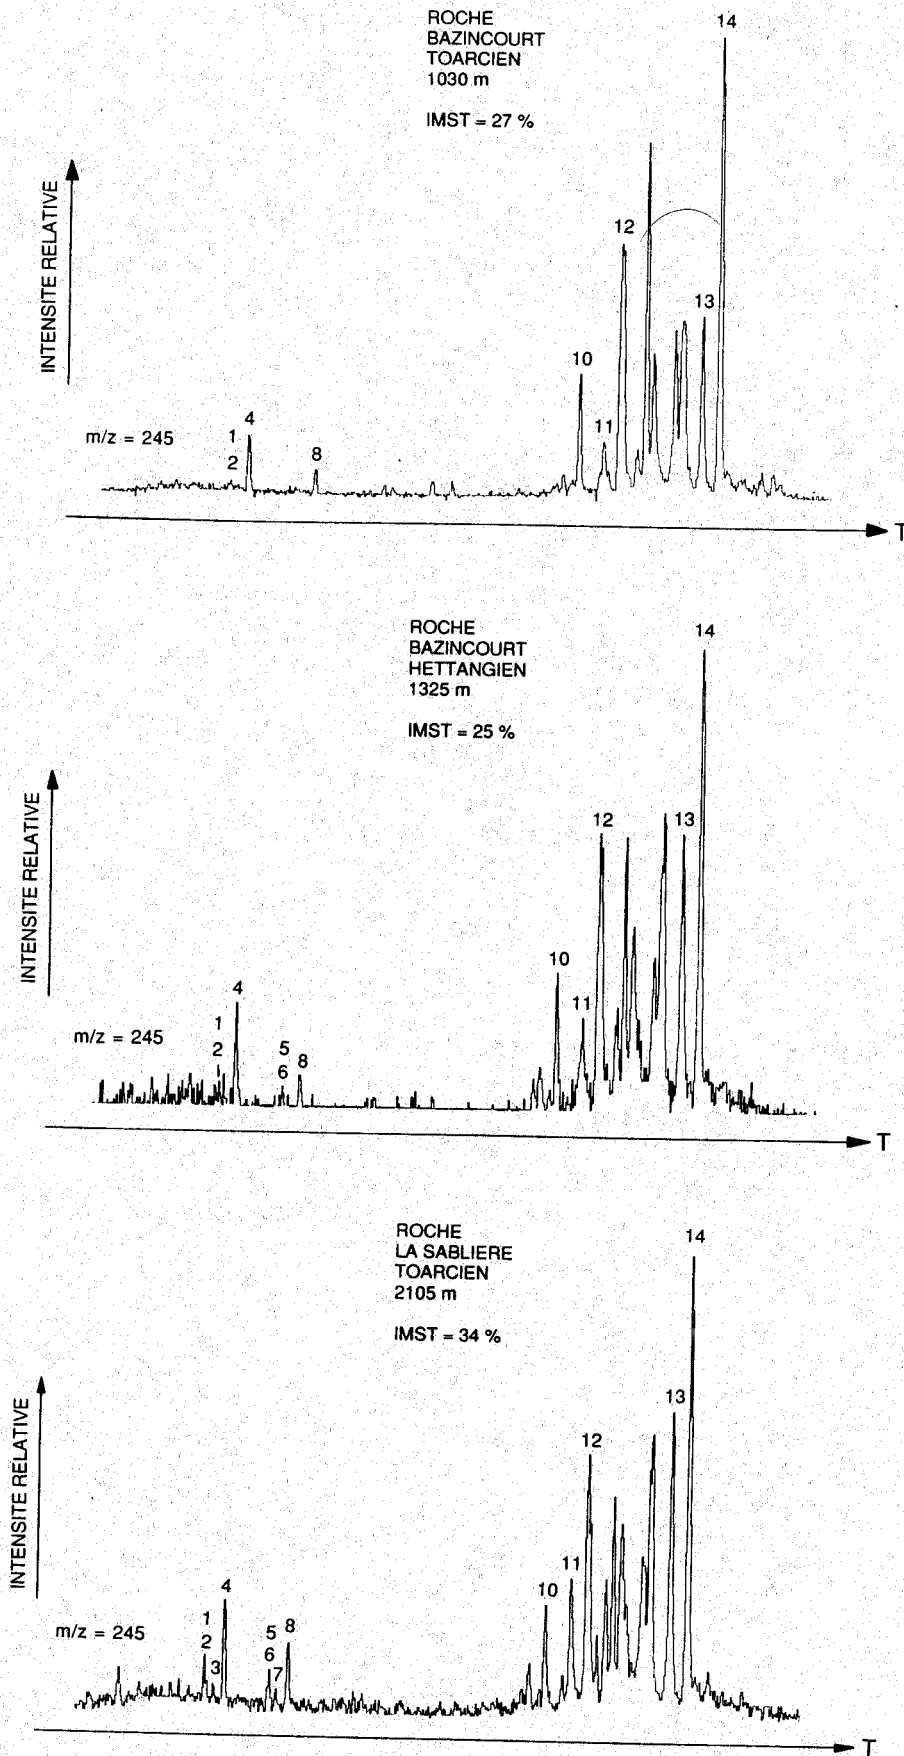 ROCHE
BAZINCOURT
TOARCIEN
1030 m
IMST = 27 %
INTENSITE RELATIVE
m/z = 245
1
2
4
8
10
11
12
13
14
T
ROCHE
BAZINCOURT
HETTANGIEN
1325 m
IMST = 25 %
INTENSITE RELATIVE
m/z = 245
1
2
4
5
6
8
10
11
12
13
14
T
ROCHE
LA SABLIERE
TOARCIEN
2105 m
IMST = 34 %
INTENSITE RELATIVE
m/z = 245
1
2
3
4
5
6
7
8
10
11
12
13
14
T